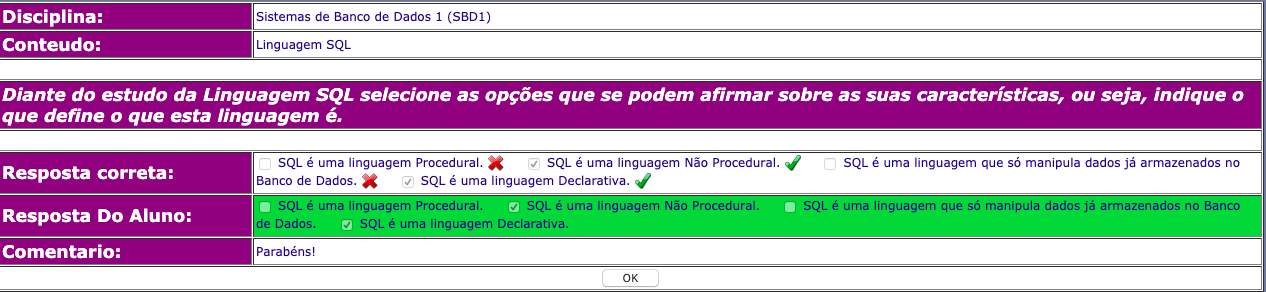 Disciplina: Sistemas de Banco de Dados 1 (SBD1)
Conteudo: Linguagem SQL
Diante do estudo da Linguagem SQL selecione as opções que se podem afirmar sobre as suas características, ou seja, indique o
que define o que esta linguagem é.
Resposta correta: SQL é uma linguagem Procedural. SQL é uma linguagem Não Procedural. SQL é uma linguagem que só manipula dados já armazenados no
Banco de Dados. SQL é uma linguagem Declarativa.
Resposta Do Aluno: SQL é uma linguagem Procedural. SQL é uma linguagem Não Procedural. SQL é uma linguagem que só manipula dados já armazenados no Banco
de Dados. SQL é uma linguagem Declarativa.
Comentario: Parabéns!
OK